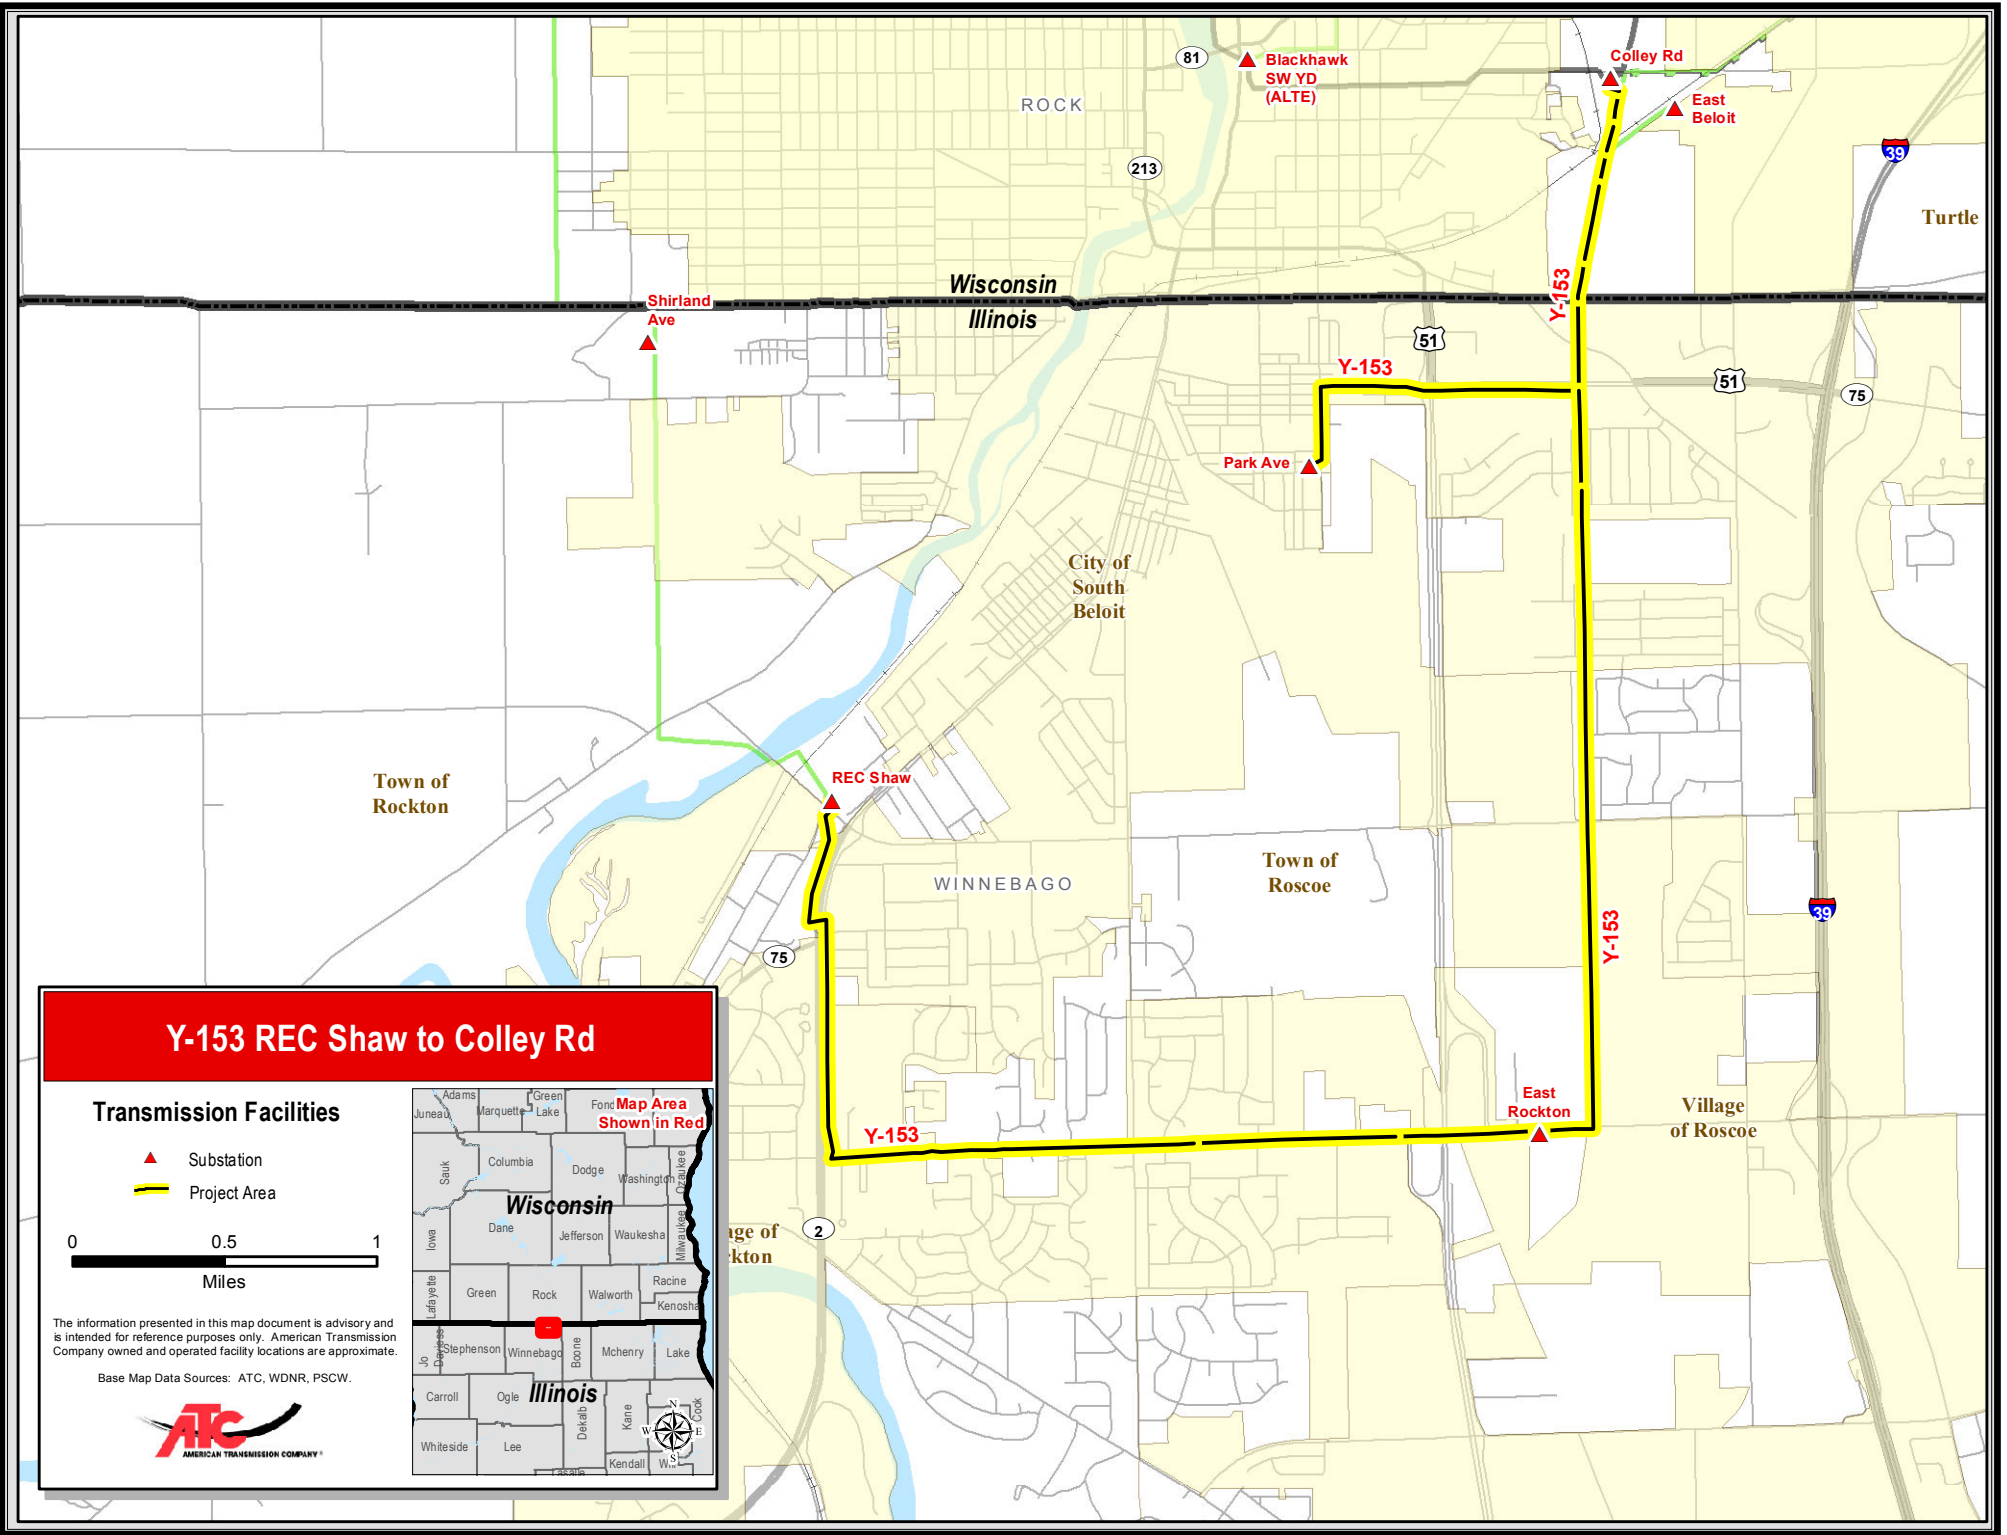 81
Blackhawk
SW YD
(ALTE)
Colley Rd
East
Beloit
ROCK
39
213
Turtle
Wisconsin
Illinois
Shirland
Ave
Y-153
51
Y-153
51
75
Park Ave
City of
South
Beloit
REC Shaw
Town of
Rockton
Town of
Roscoe
WINNEBAGO
39
Y-153
75
East
Rockton
Village
of Roscoe
Y-153
2
age of
kton
Y-153 REC Shaw to Colley Rd
Transmission Facilities
Substation
Project Area
0 0.5 1
Miles
The information presented in this map document is advisory and
is intended for reference purposes only. American Transmission
Company owned and operated facility locations are approximate.
Base Map Data Sources: ATC, WDNR, PSCW.
ATC
AMERICAN TRANSMISSION COMPANY®
Map Area
Shown in Red
Adams
Juneau
Marquette
Green
Lake
Fond
Sauk
Columbia
Dodge
Washington
Ozaukee
Wisconsin
Iowa
Dane
Jefferson
Waukesha
Milwaukee
Lafayette
Green
Rock
Walworth
Racine
Kenosha
Jo
Daviess
Stephenson
Winnebago
Boone
Mchenry
Lake
Carroll
Ogle
Illinois
Dekalb
Kane
Cook
Whiteside
Lee
Kendall
Lasalle
N
W
E
S